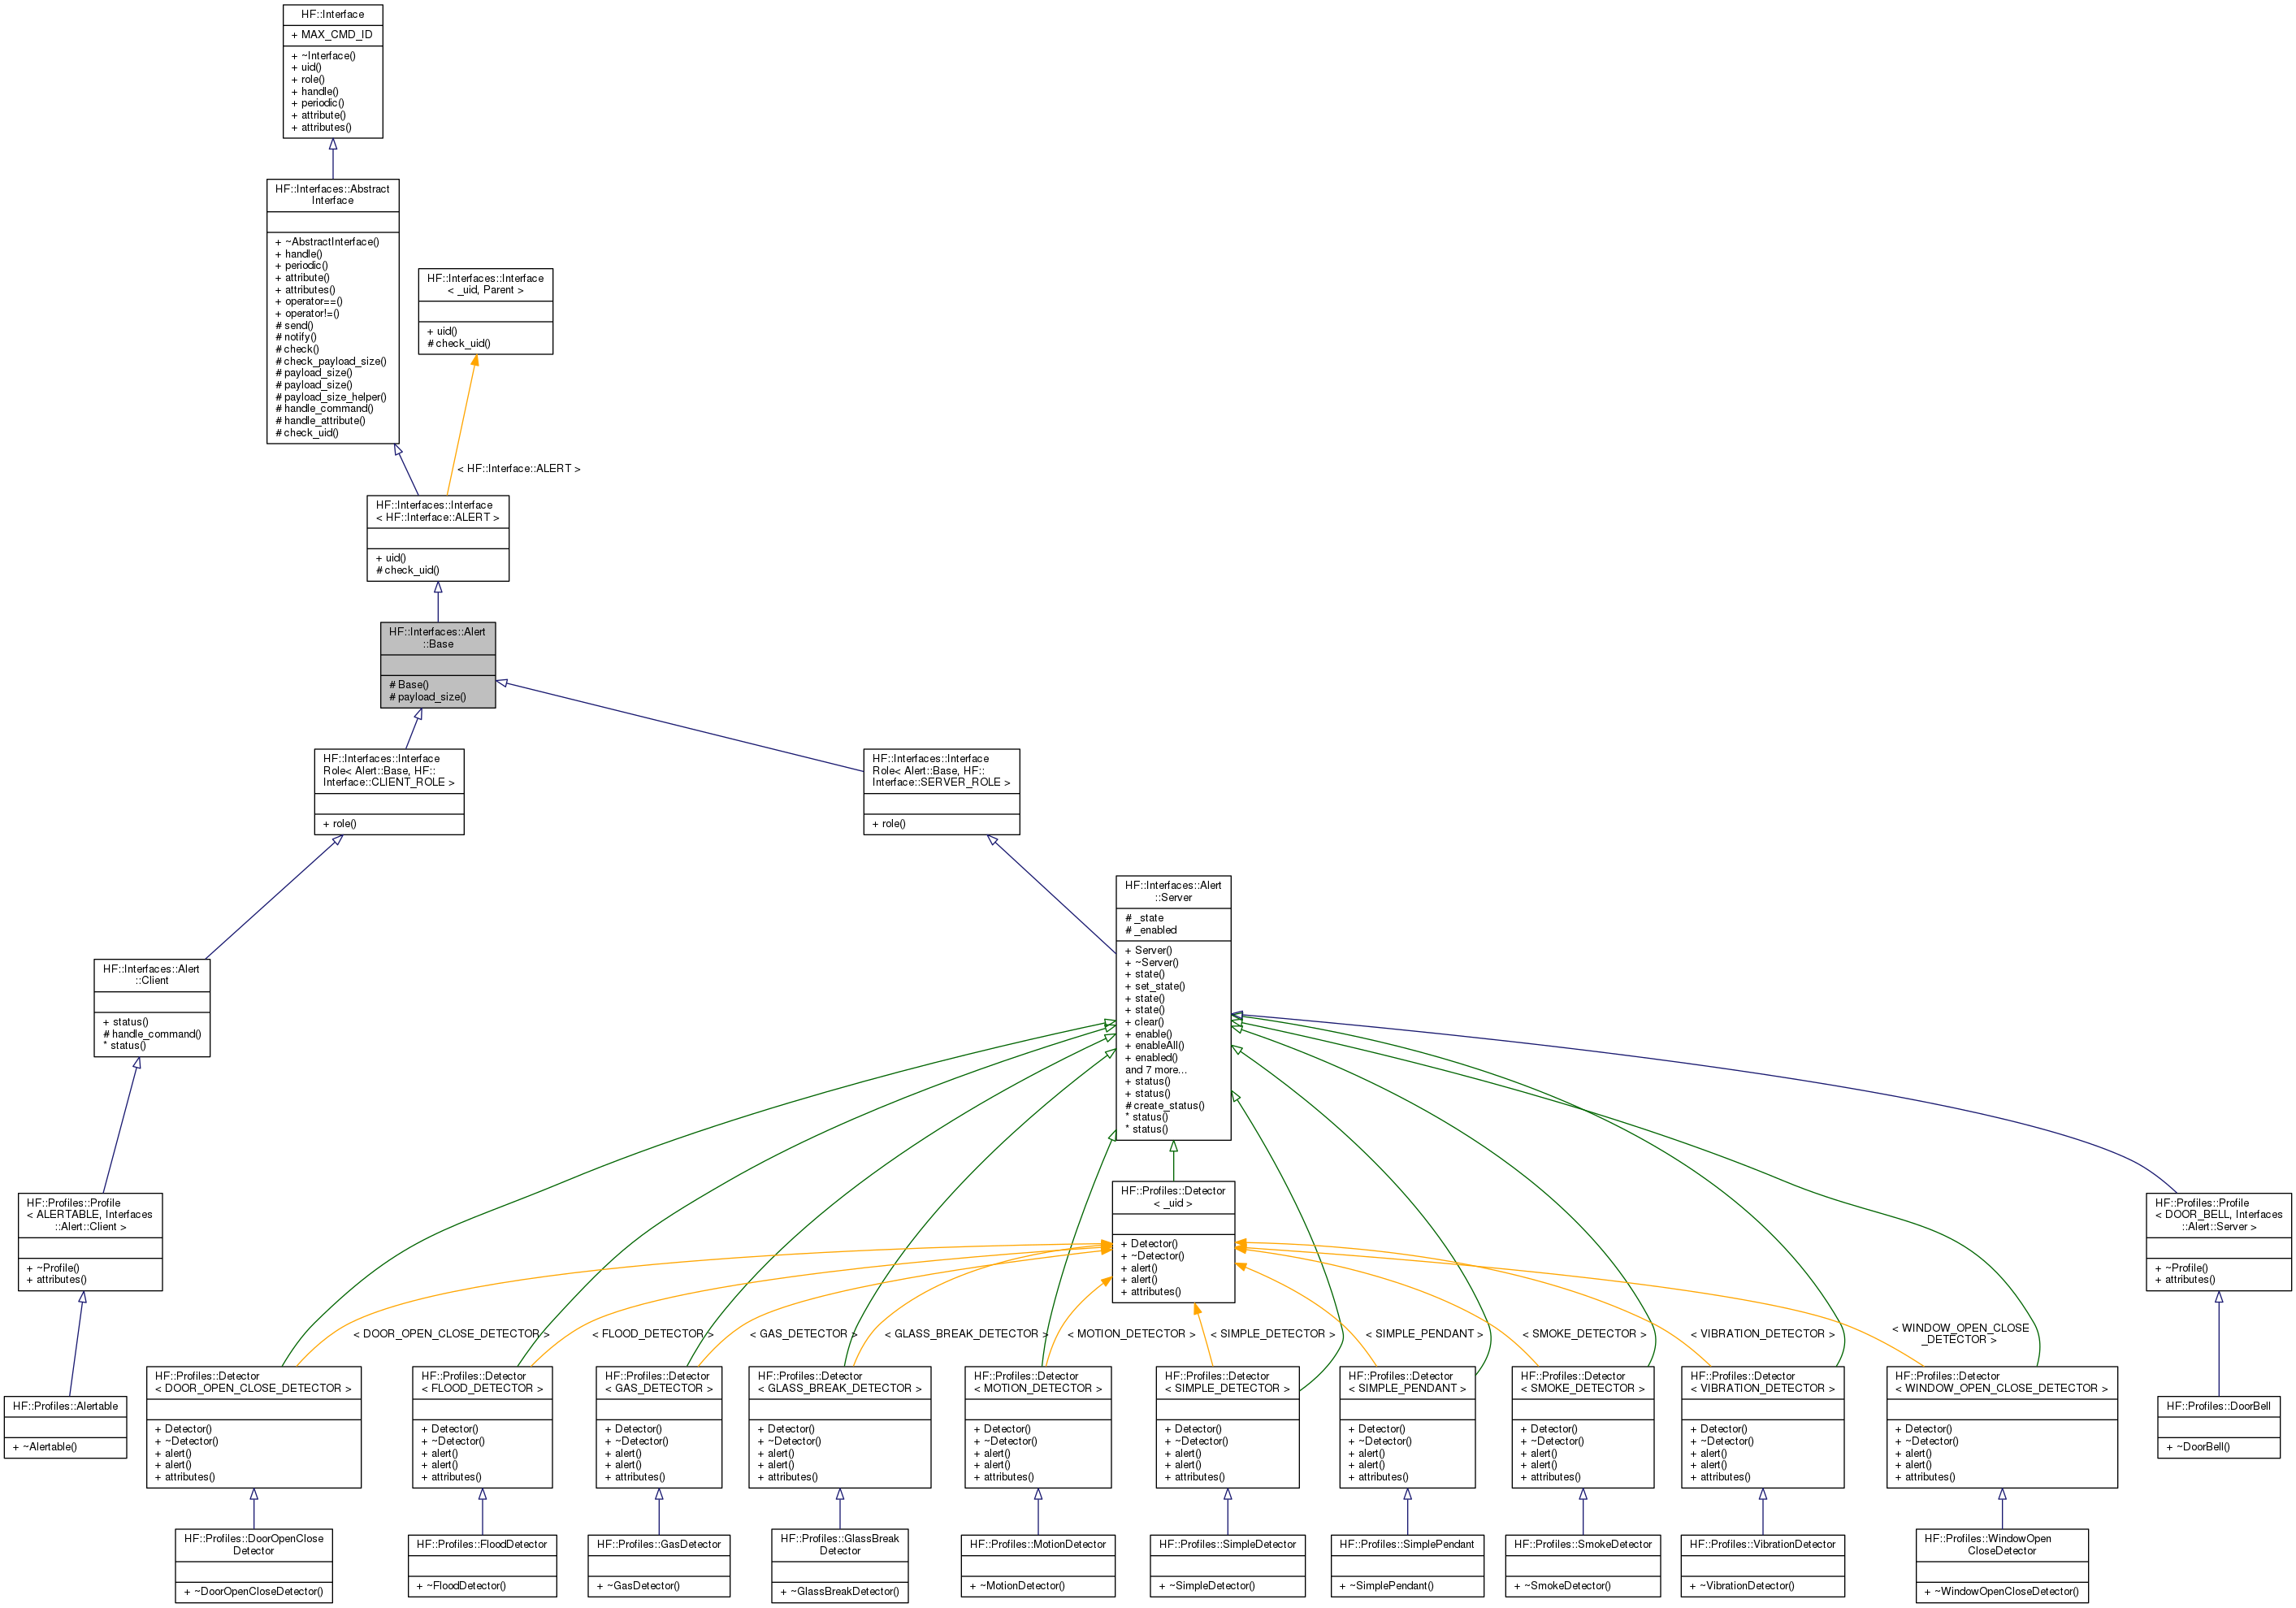 HF::Interface
+ MAX_CMD_ID
+ ~Interface()
+ uid()
+ role()
+ handle()
+ periodic()
+ attribute()
+ attributes()
HF::Interfaces::Abstract
Interface
+ ~AbstractInterface()
+ handle()
+ periodic()
+ attribute()
+ attributes()
+ operator==()
+ operator!=()
# send()
# notify()
# check()
# check_payload_size()
# payload_size()
# payload_size()
# payload_size_helper()
# handle_command()
# handle_attribute()
# check_uid()
HF::Interfaces::Interface
< _uid, Parent >
+ uid()
# check_uid()
< HF::Interface::ALERT >
HF::Interfaces::Interface
< HF::Interface::ALERT >
+ uid()
# check_uid()
HF::Interfaces::Alert
::Base
# Base()
# payload_size()
HF::Interfaces::Interface
Role< Alert::Base, HF::
Interface::CLIENT_ROLE >
+ role()
HF::Interfaces::Interface
Role< Alert::Base, HF::
Interface::SERVER_ROLE >
+ role()
HF::Interfaces::Alert
::Server
# _state
# _enabled
+ Server()
+ ~Server()
+ state()
+ set_state()
+ state()
+ state()
+ clear()
+ enable()
+ enableAll()
+ enabled()
and 7 more...
+ status()
+ status()
# create_status()
* status()
* status()
HF::Interfaces::Alert
::Client
+ status()
# handle_command()
* status()
HF::Profiles::Profile
< ALERTABLE, Interfaces
::Alert::Client >
+ ~Profile()
+ attributes()
HF::Profiles::Detector
< _uid >
+ Detector()
+ ~Detector()
+ alert()
+ alert()
+ attributes()
HF::Profiles::Profile
< DOOR_BELL, Interfaces
::Alert::Server >
+ ~Profile()
+ attributes()
< DOOR_OPEN_CLOSE_DETECTOR >
< FLOOD_DETECTOR >
< GAS_DETECTOR >
< GLASS_BREAK_DETECTOR >
< MOTION_DETECTOR >
< SIMPLE_DETECTOR >
< SIMPLE_PENDANT >
< SMOKE_DETECTOR >
< VIBRATION_DETECTOR >
< WINDOW_OPEN_CLOSE
_DETECTOR >
HF::Profiles::Alertable
+ ~Alertable()
HF::Profiles::Detector
< DOOR_OPEN_CLOSE_DETECTOR >
+ Detector()
+ ~Detector()
+ alert()
+ alert()
+ attributes()
HF::Profiles::Detector
< FLOOD_DETECTOR >
+ Detector()
+ ~Detector()
+ alert()
+ alert()
+ attributes()
HF::Profiles::Detector
< GAS_DETECTOR >
+ Detector()
+ ~Detector()
+ alert()
+ alert()
+ attributes()
HF::Profiles::Detector
< GLASS_BREAK_DETECTOR >
+ Detector()
+ ~Detector()
+ alert()
+ alert()
+ attributes()
HF::Profiles::Detector
< MOTION_DETECTOR >
+ Detector()
+ ~Detector()
+ alert()
+ alert()
+ attributes()
HF::Profiles::Detector
< SIMPLE_DETECTOR >
+ Detector()
+ ~Detector()
+ alert()
+ alert()
+ attributes()
HF::Profiles::Detector
< SIMPLE_PENDANT >
+ Detector()
+ ~Detector()
+ alert()
+ alert()
+ attributes()
HF::Profiles::Detector
< SMOKE_DETECTOR >
+ Detector()
+ ~Detector()
+ alert()
+ alert()
+ attributes()
HF::Profiles::Detector
< VIBRATION_DETECTOR >
+ Detector()
+ ~Detector()
+ alert()
+ alert()
+ attributes()
HF::Profiles::Detector
< WINDOW_OPEN_CLOSE_DETECTOR >
+ Detector()
+ ~Detector()
+ alert()
+ alert()
+ attributes()
HF::Profiles::DoorBell
+ ~DoorBell()
HF::Profiles::DoorOpenClose
Detector
+ ~DoorOpenCloseDetector()
HF::Profiles::FloodDetector
+ ~FloodDetector()
HF::Profiles::GasDetector
+ ~GasDetector()
HF::Profiles::GlassBreak
Detector
+ ~GlassBreakDetector()
HF::Profiles::MotionDetector
+ ~MotionDetector()
HF::Profiles::SimpleDetector
+ ~SimpleDetector()
HF::Profiles::SimplePendant
+ ~SimplePendant()
HF::Profiles::SmokeDetector
+ ~SmokeDetector()
HF::Profiles::VibrationDetector
+ ~VibrationDetector()
HF::Profiles::WindowOpen
CloseDetector
+ ~WindowOpenCloseDetector()